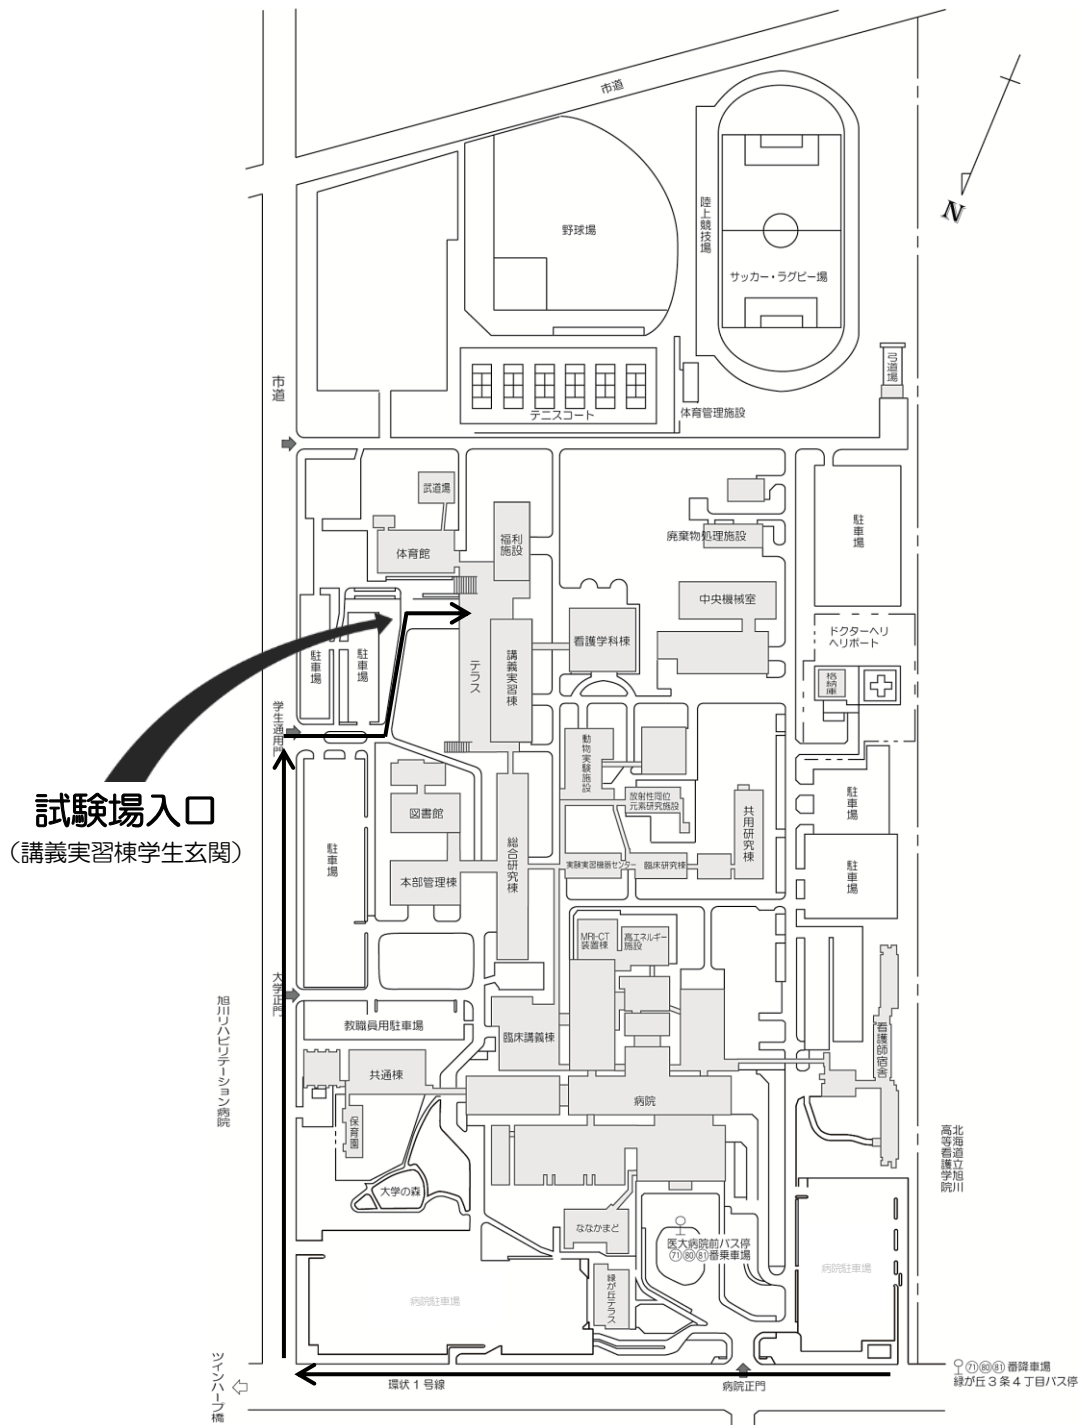 市道
N
野球場
陸上競技場
サッカー・ラグビー場
弓道場
市道
テニスコート
体育管理施設
武道場
体育館
福利
施設
廃棄物処理施設
駐車場
中央機械室
看護学科棟
講義実習棟
テラス
駐車場
駐車場
ドクターヘリ
ヘリポート
格納庫
学生通用門
動物実験施設
放射性同位
元素研究施設
共用研究棟
駐車場
試験場入口
(講義実習棟学生玄関)
図書館
駐車場
総合研究棟
実験実習機器センター
臨床研究棟
駐車場
本部管理棟
MRI-CT
装置棟
高エネルギー
施設
大学正門
旭川リハビリテーション病院
教職員用駐車場
臨床講義棟
看護師宿舎
共通棟
病院
保育園
北海道立旭川
高等看護学院
大学の森
ななかまど
医大病院前バス停
71 80 81番乗車場
緑が丘テラス
病院駐車場
病院駐車場
ツインハープ橋
環状1号線
病院正門
71 80 81番降車場
緑が丘3条4丁目バス停